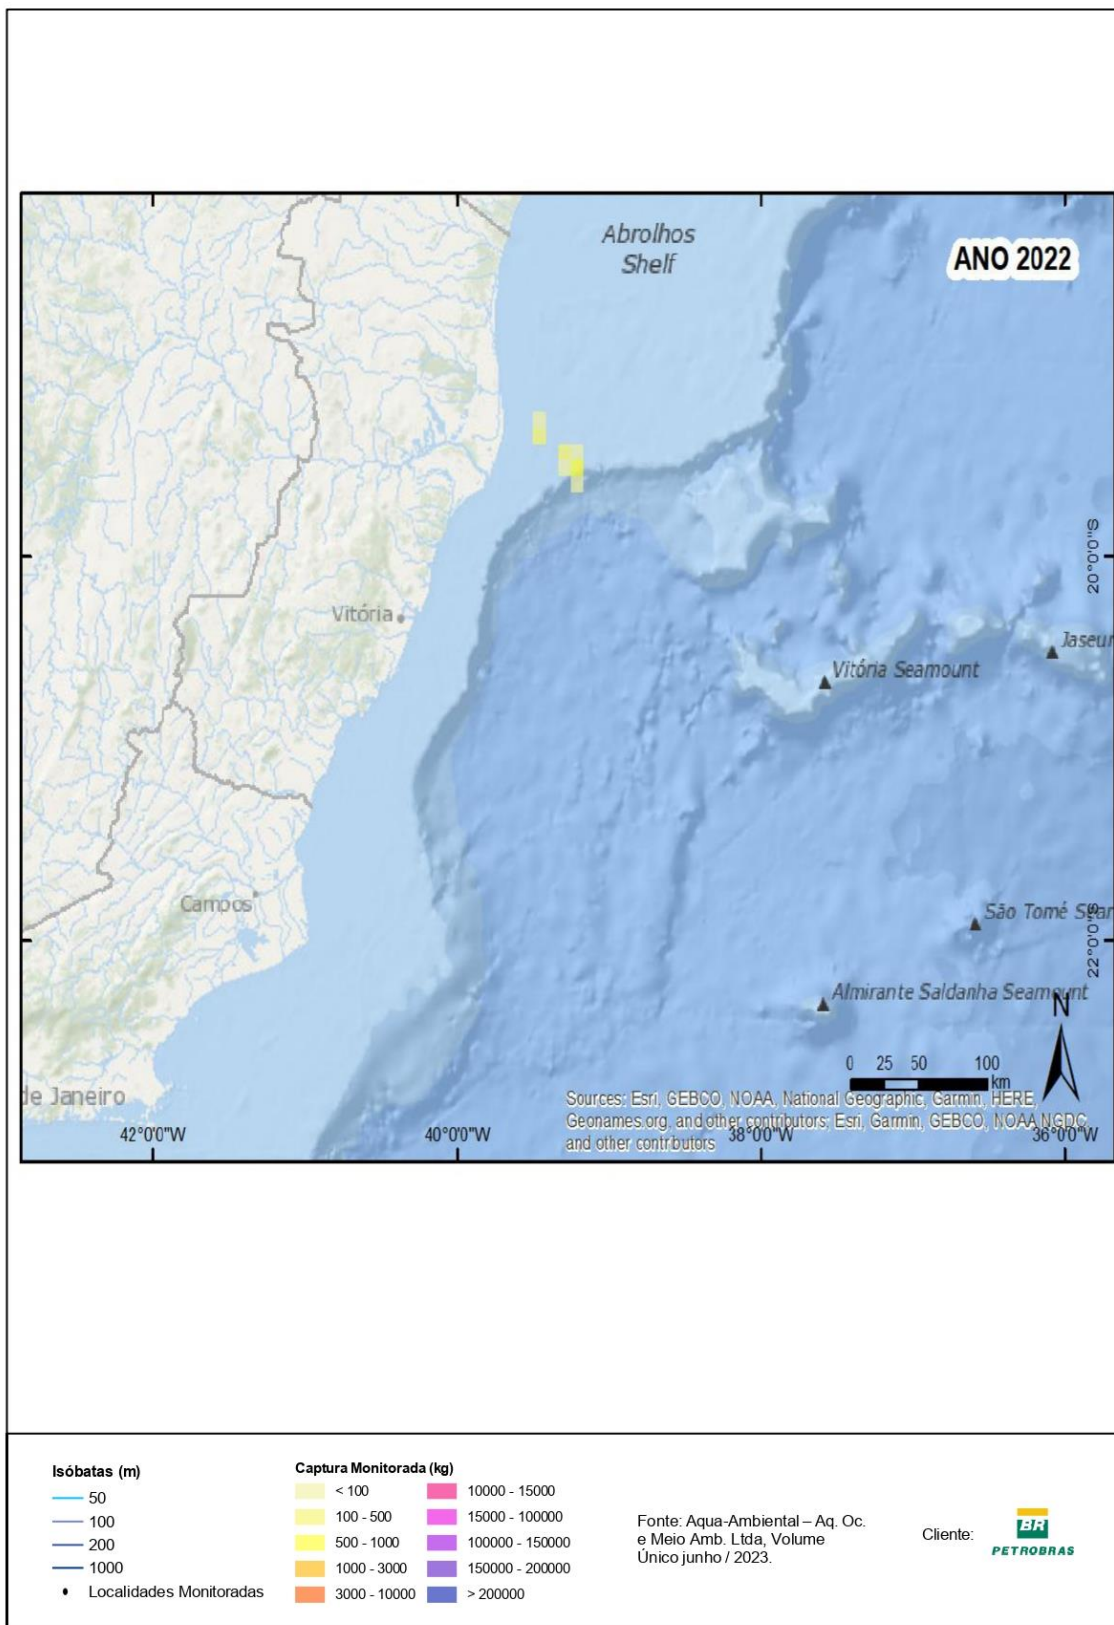 Abrolhos
Shelf
ANO 2022
20°0'0"S
Vitória
Jaseur
Vitória Seamount
Campos
São Tomé Sear
22°0'0"S
Almirante Saldanha Seamount
N
0 25 50 100
km
de Janeiro
Sources: Esri, GEBCO, NOAA, National Geographic, Garmin, HERE,
Geonames.org, and other contributors; Esri, Garmin, GEBCO, NOAA NGDC,
and other contributors
42°0'0"W 40°0'0"W 38°0'0"W 36°0'0"W
Isóbatas (m)
50
100
200
1000
Localidades Monitoradas
Captura Monitorada (kg)
< 100
100 - 500
500 - 1000
1000 - 3000
3000 - 10000
10000 - 15000
15000 - 100000
100000 - 150000
150000 - 200000
> 200000
Fonte: Aqua-Ambiental – Aq. Oc.
e Meio Amb. Ltda, Volume
Único junho / 2023.
Cliente:
BR
PETROBRAS